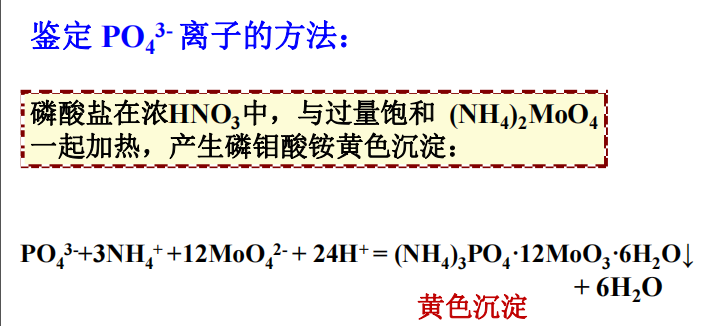 鉴定 PO₄³⁻ 离子的方法：
磷酸盐在浓HNO₃中，与过量饱和 (NH₄)₂MoO₄
一起加热，产生磷钼酸铵黄色沉淀：
PO₄³⁻+3NH₄⁺+12MoO₄²⁻+ 24H⁺= (NH₄)₃PO₄·12MoO₃·6H₂O↓
+ 6H₂O
黄色沉淀